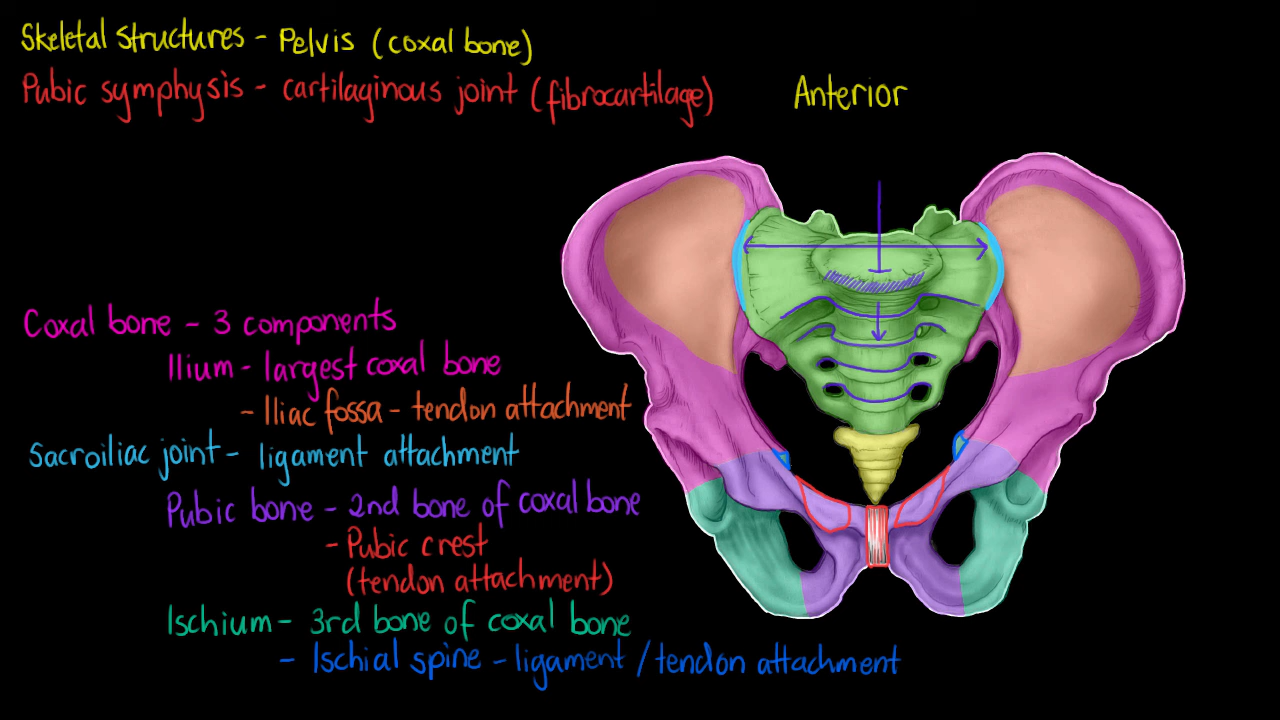 Skeletal structures - Pelvis (coxal bone)
Pubic symphysis - cartilaginous joint (fibrocartilage)
Anterior
Coxal bone - 3 components
Ilium - largest coxal bone
- Iliac fossa - tendon attachment
Sacroiliac joint - ligament attachment
Pubic bone - 2nd bone of coxal bone
- Pubic crest
(tendon attachment)
Ischium - 3rd bone of coxal bone
- Ischial spine - ligament / tendon attachment